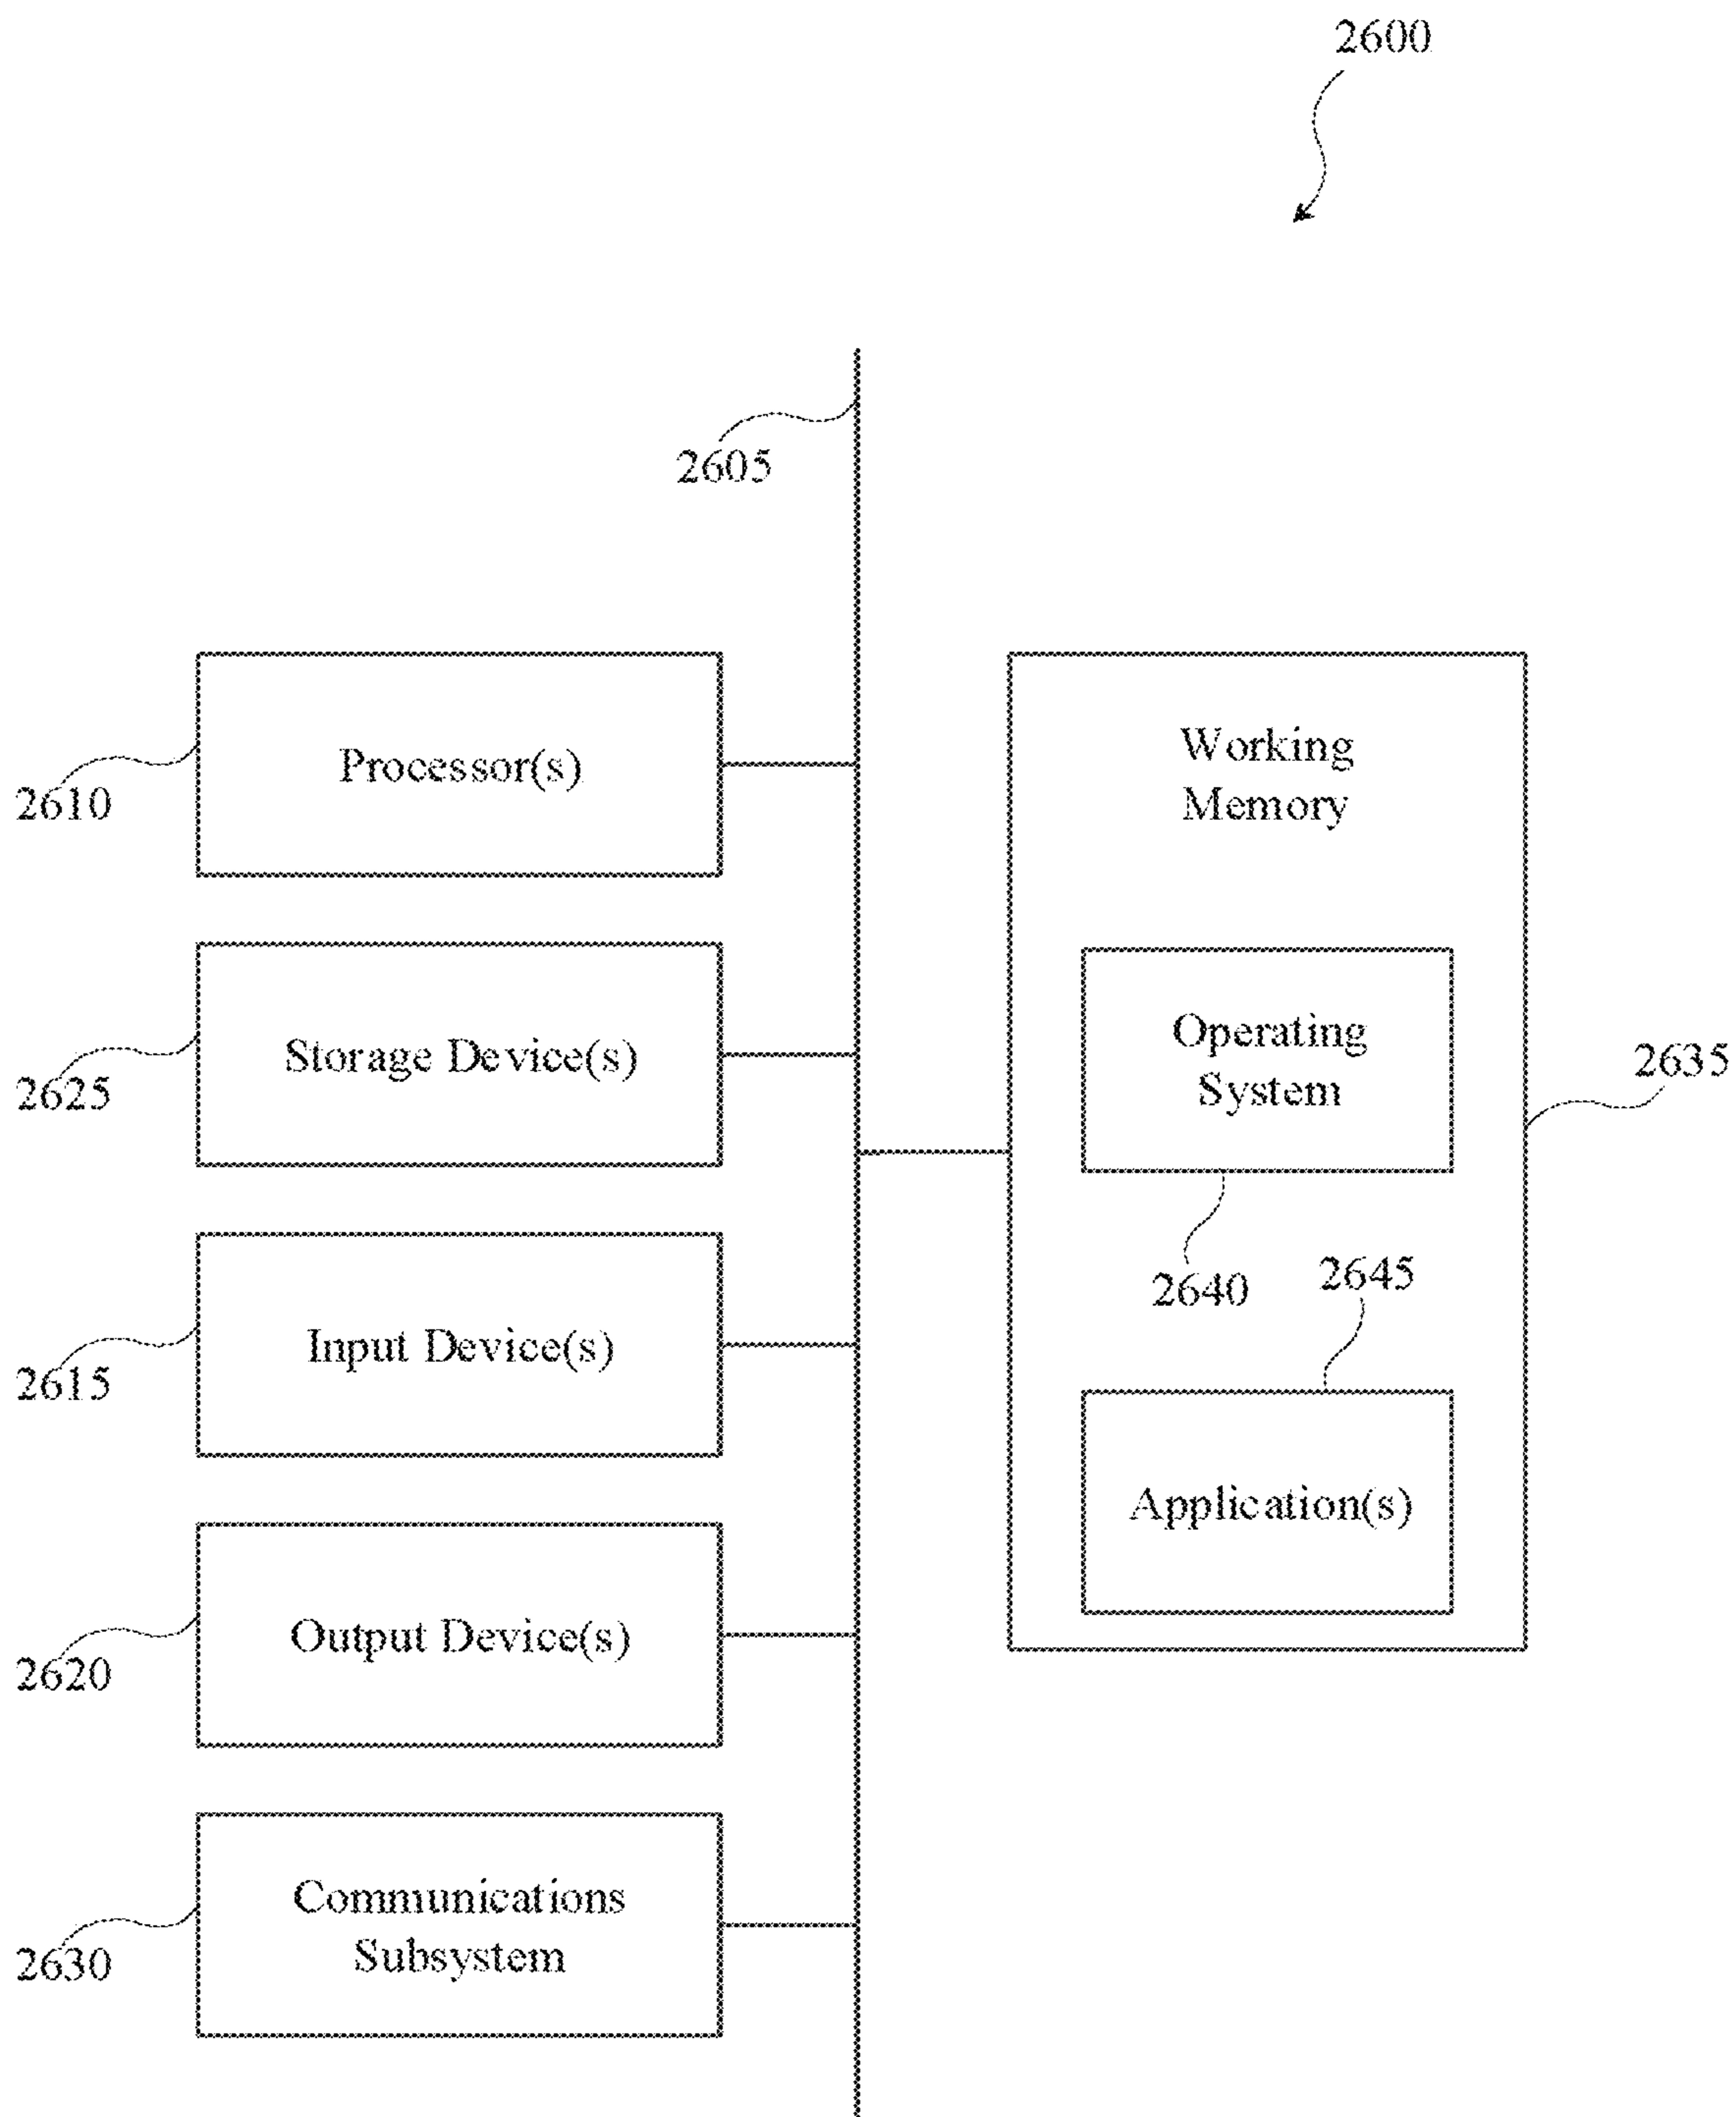 2600
2605
Processor(s)
2610
Storage Device(s)
2625
Input Device(s)
2615
Output Device(s)
2620
Communications
Subsystem
2630
Working
Memory
Operating
System
2635
2640
2645
Application(s)